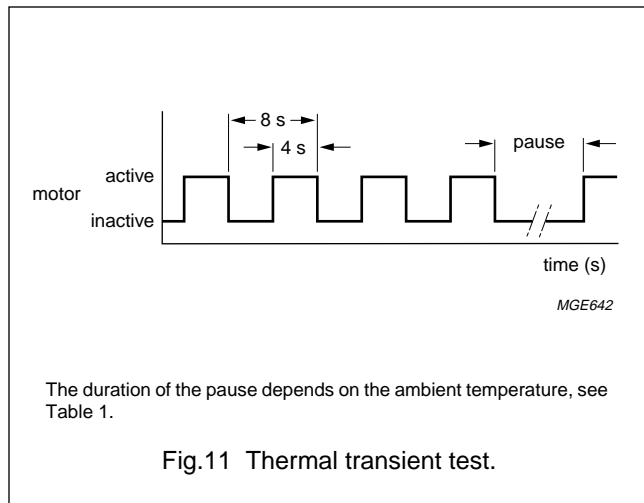 8 s
4 s
pause
active
motor
inactive
time (s)
MGE642
The duration of the pause depends on the ambient temperature, see
Table 1.
Fig.11 Thermal transient test.